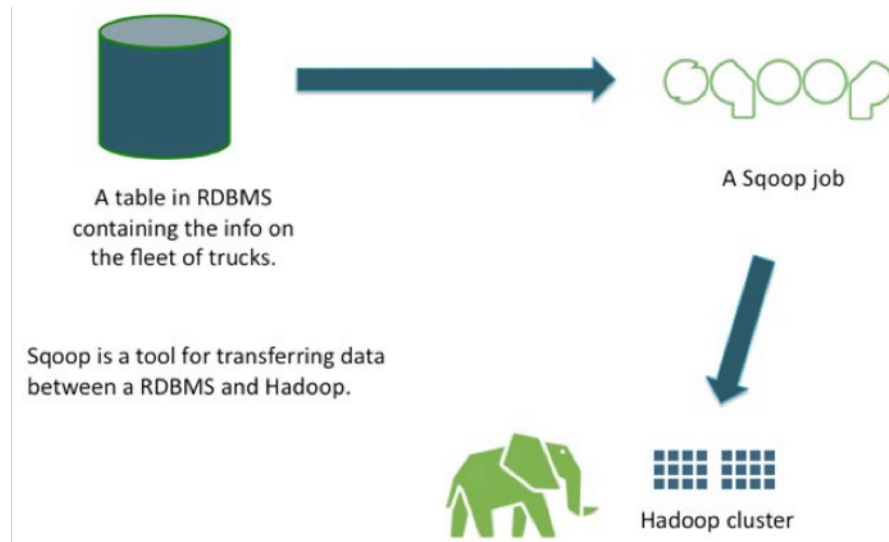 sqoop
A table in RDBMS
containing the info on
the fleet of trucks.
A Sqoop job
Sqoop is a tool for transferring data
between a RDBMS and Hadoop.
Hadoop cluster